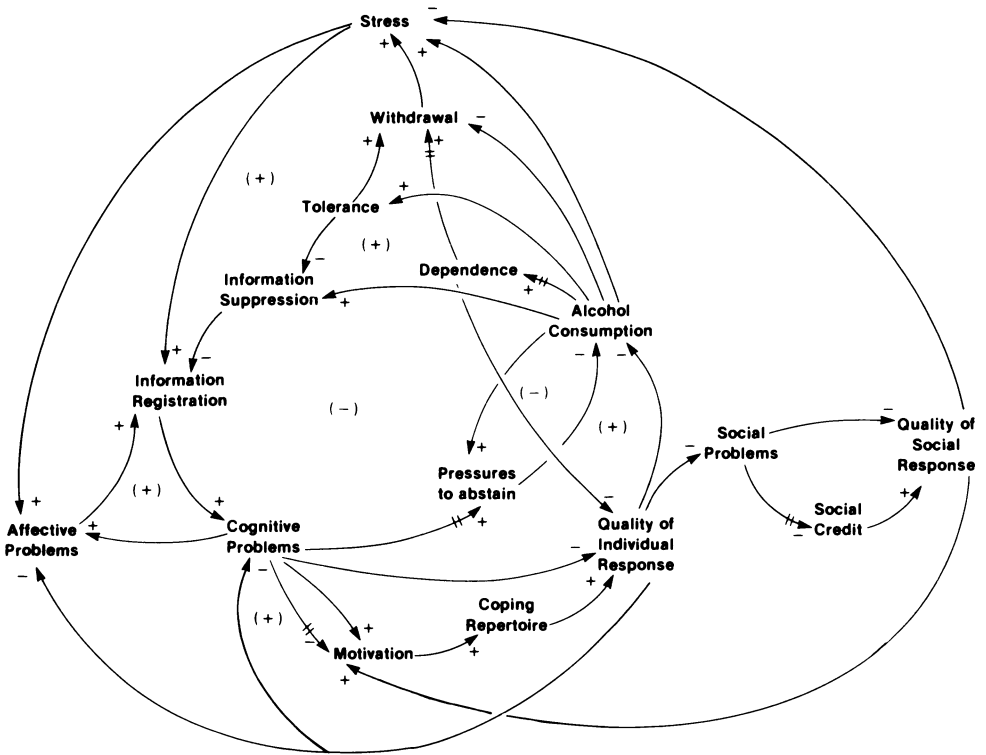 Stress
−
+
+
Withdrawal
−
+
+
(+)
+
Tolerance
(+)
−
Dependence
+
Information
Suppression
+
Alcohol
Consumption
−
−
+
−
Information
Registration
(−)
(−)
+
(+)
−
Social
Problems
−
Quality of
Social
Response
+
Pressures
to abstain
+
(+)
+
−
+
−
Social
Credit
+
+
Affective
Problems
−
Cognitive
Problems
−
−
Quality of
Individual
Response
+
(+)
−
+
Coping
Repertoire
+
Motivation
+